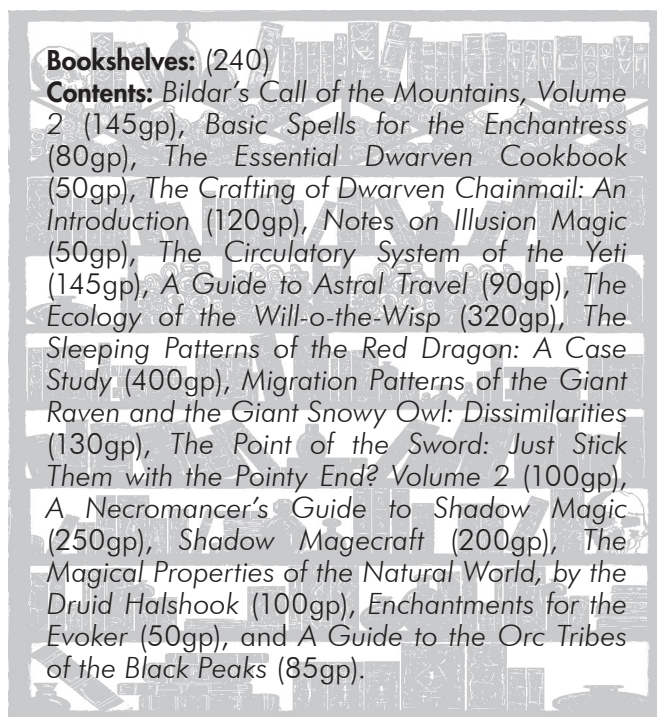 Bookshelves: (240)
Contents: Bildar’s Call of the Mountains, Volume
2 (145gp), Basic Spells for the Enchantress
(80gp), The Essential Dwarven Cookbook
(50gp), The Crafting of Dwarven Chainmail: An
Introduction (120gp), Notes on Illusion Magic
(50gp), The Circulatory System of the Yeti
(145gp), A Guide to Astral Travel (90gp), The
Ecology of the Will-o-the-Wisp (320gp), The
Sleeping Patterns of the Red Dragon: A Case
Study (400gp), Migration Patterns of the Giant
Raven and the Giant Snowy Owl: Dissimilarities
(130gp), The Point of the Sword: Just Stick
Them with the Pointy End? Volume 2 (100gp),
A Necromancer’s Guide to Shadow Magic
(250gp), Shadow Magecraft (200gp), The
Magical Properties of the Natural World, by the
Druid Halshook (100gp), Enchantments for the
Evoker (50gp), and A Guide to the Orc Tribes
of the Black Peaks (85gp).